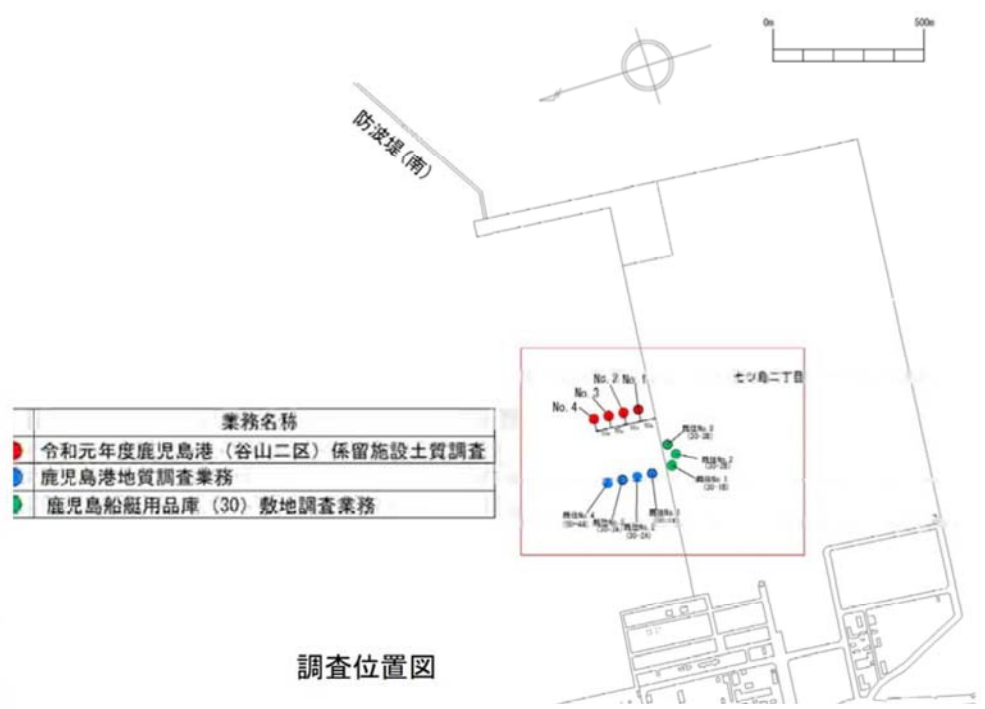 0m 500m
防波堤(南)
七ツ島二丁目
No. 2 No. 1
No. 3
No. 4
業務名称
令和元年度鹿児島港（谷山二区）係留施設土質調査
鹿児島港地質調査業務
鹿児島船艇用品庫（30）敷地調査業務
調査位置図